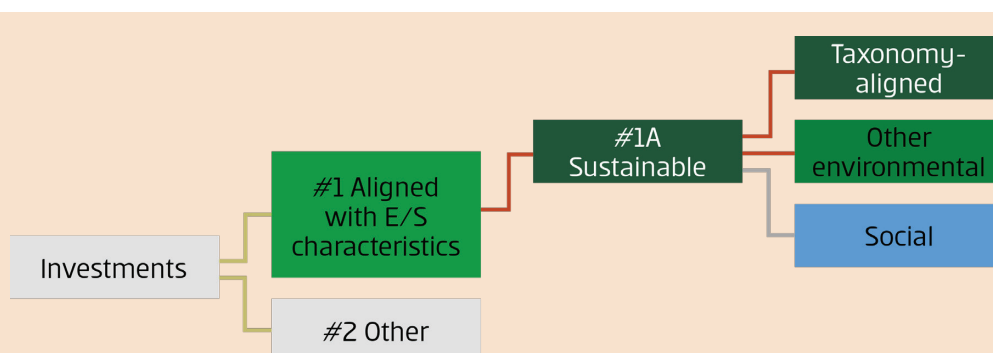 Taxonomy-
aligned
#1A
Sustainable
Other
environmental
#1 Aligned
with E/S
characteristics
Social
Investments
#2 Other